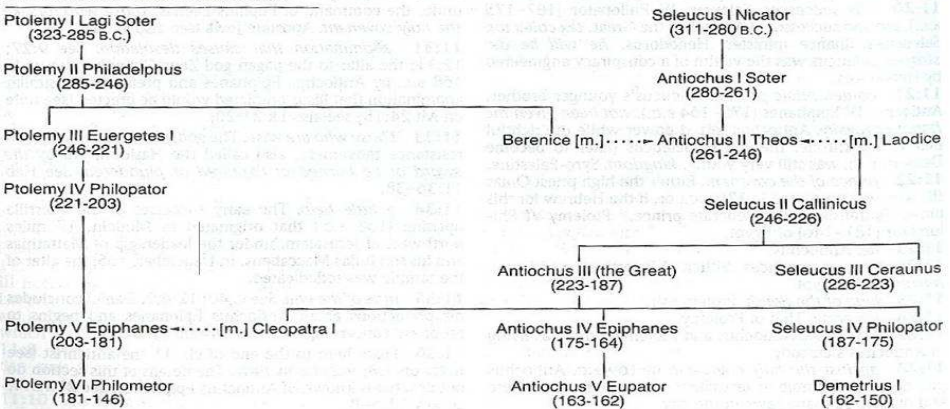 Ptolemy I Lagi Soter
(323-285 B.C.)
Seleucus I Nicator
(311-280 B.C.)
Ptolemy II Philadelphus
(285-246)
Antiochus I Soter
(280-261)
Ptolemy III Euergetes I
(246-221)
Berenice [m.] Antiochus II Theos [m.] Laodice
(261-246)
Ptolemy IV Philopator
(221-203)
Seleucus II Callinicus
(246-226)
Antiochus III (the Great)
(223-187)
Seleucus III Ceraunus
(226-223)
Ptolemy V Epiphanes [m.] Cleopatra I
(203-181)
Antiochus IV Epiphanes
(175-164)
Seleucus IV Philopator
(187-175)
Ptolemy VI Philometor
(181-146)
Antiochus V Eupator
(163-162)
Demetrius I
(162-150)